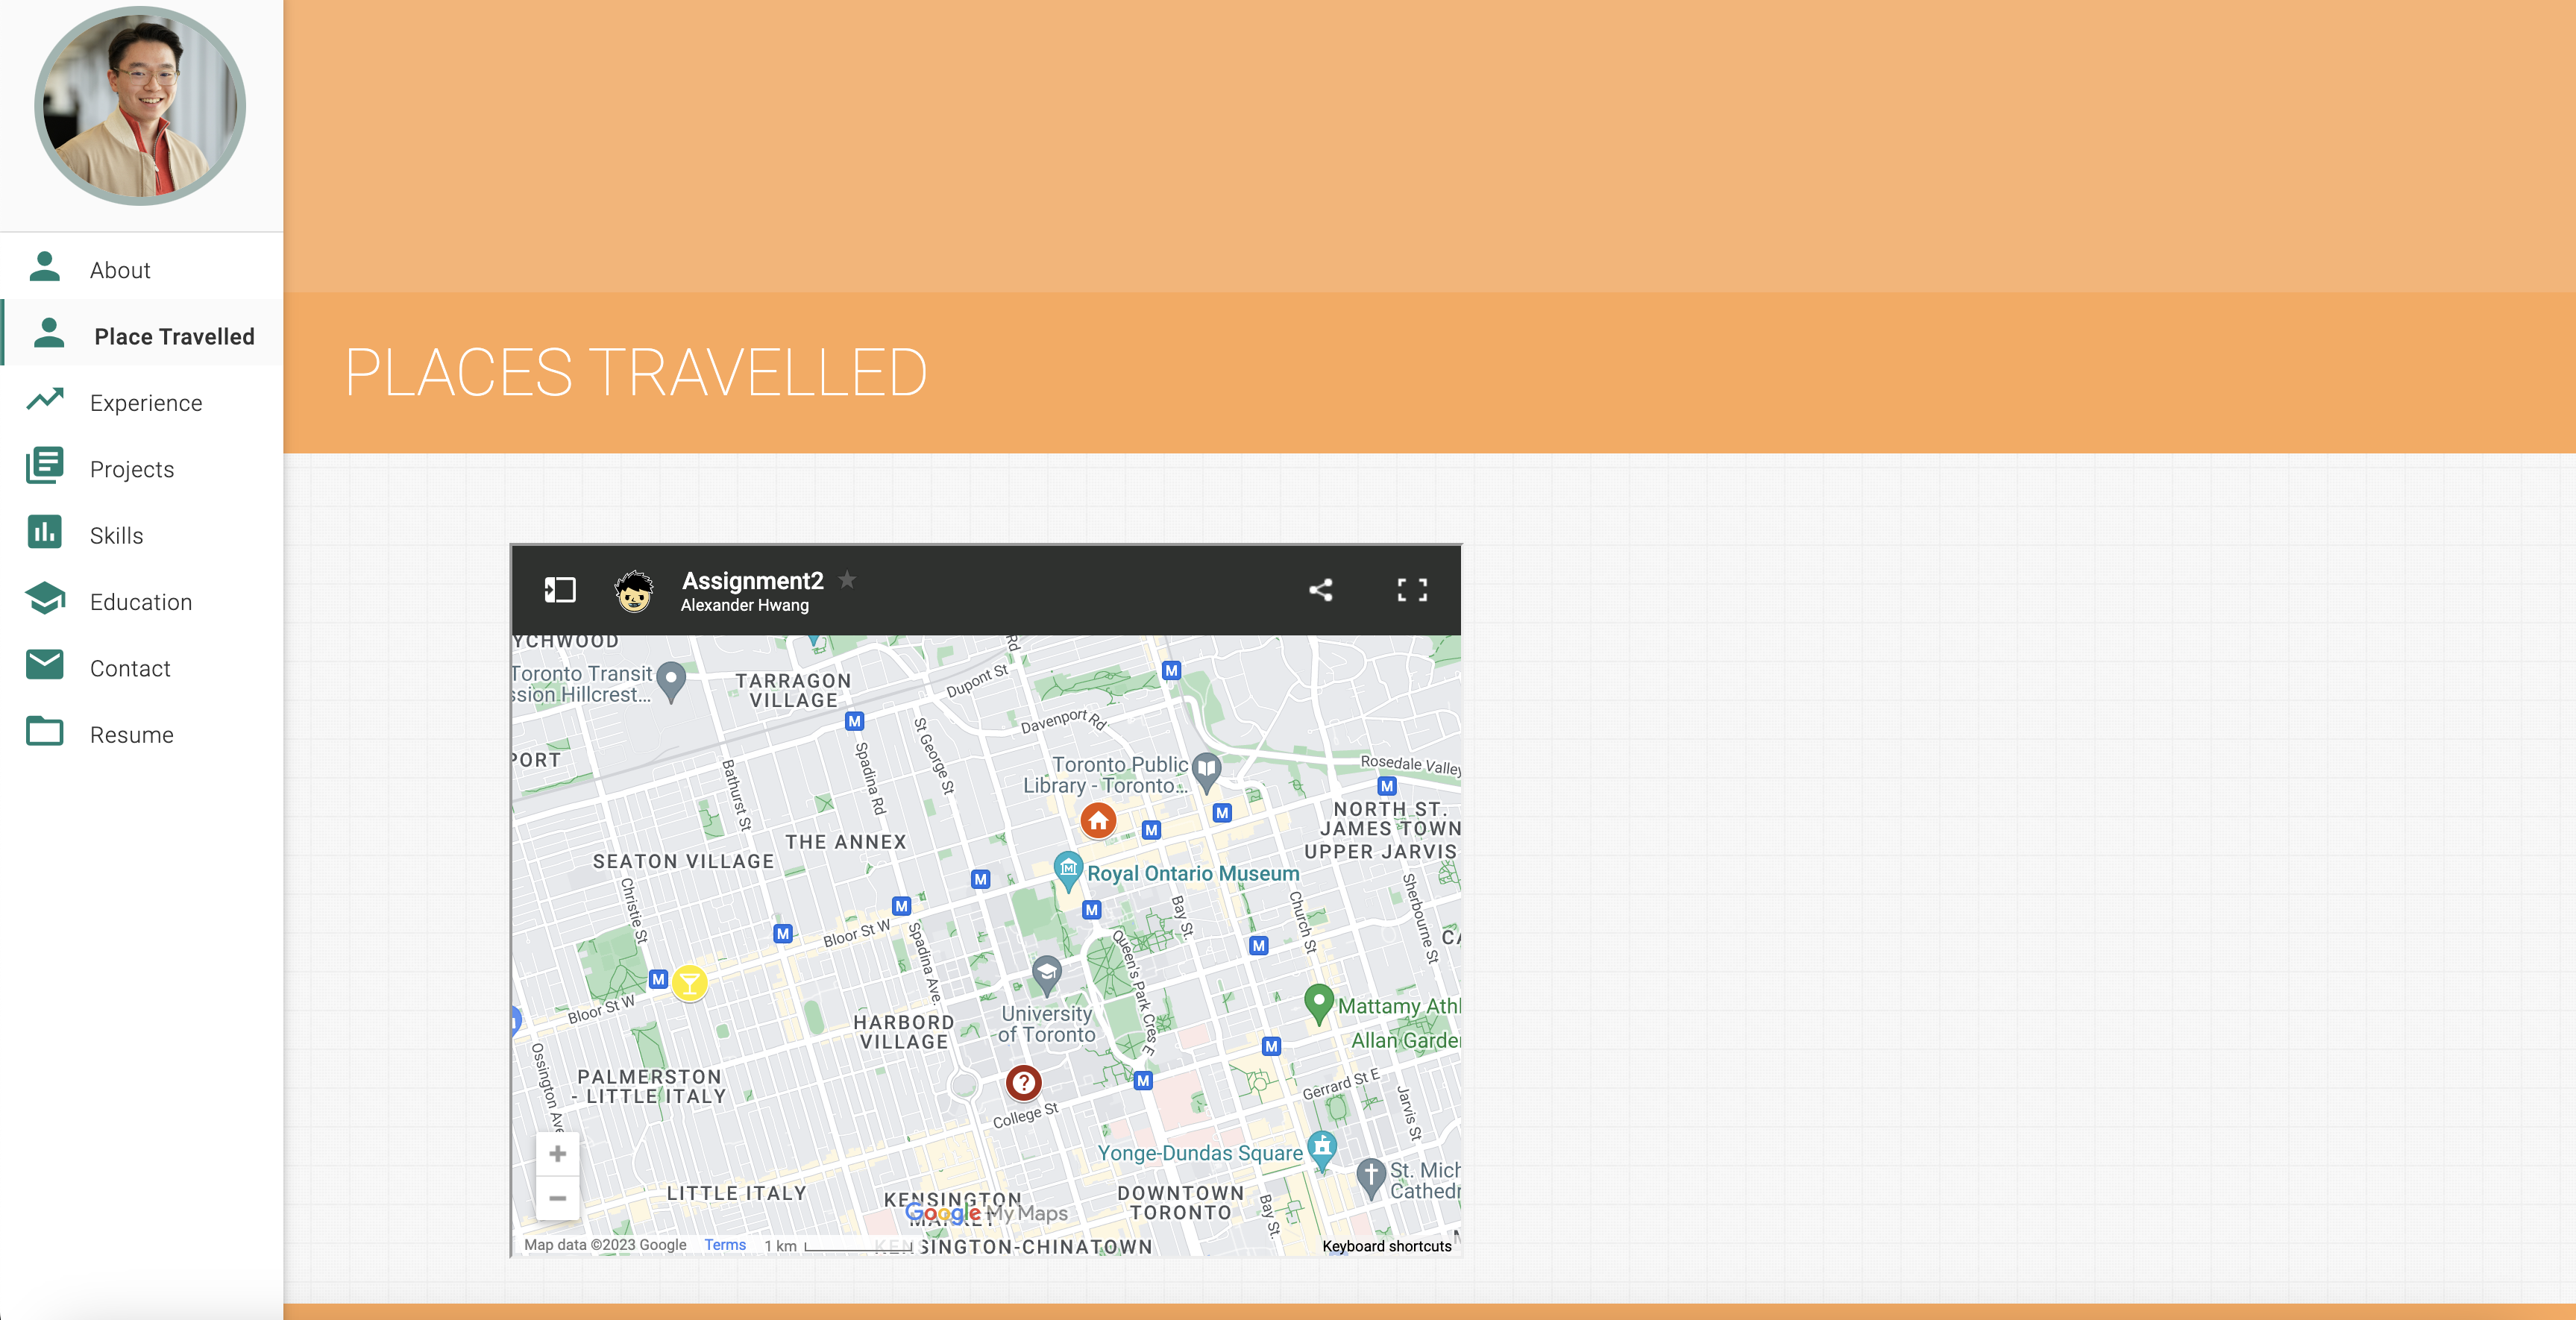 About
Place Travelled
Experience
Projects
Skills
Education
Contact
Resume
PLACES TRAVELLED
Assignment2
Alexander Hwang
YCHWOOD
Toronto Transit
ssion Hillcrest...
TARRAGON
VILLAGE
Rd
Dupont St
Davenport Rd
M
M
PORT
Bathurst St
Spadina Rd
St George St
Toronto Public
Library - Toronto...
Rosedale Valley
M
NORTH ST.
JAMES TOWN
UPPER JARVIS
M
M
THE ANNEX
SEATON VILLAGE
Royal Ontario Museum
M
M
M
M
Christie St
Bloor St W
Spadina Ave.
Bay St.
Church St
Sherbourne St
CA
M
M
Bloor St W
Queen's Park Cres E
University
of Toronto
HARBORD
VILLAGE
Mattamy Athl
Allan Garde
M
Ossington Ave
PALMERSTON
- LITTLE ITALY
?
College St
M
Gerrard St E
Jarvis St
Yonge-Dundas Square
St. Mich
Cathedr
+
−
LITTLE ITALY
KENSINGTON
MARKET
Google My Maps
DOWNTOWN
TORONTO
Bay St.
KENSINGTON-CHINATOWN
Map data ©2023 Google Terms 1 km
Keyboard shortcuts